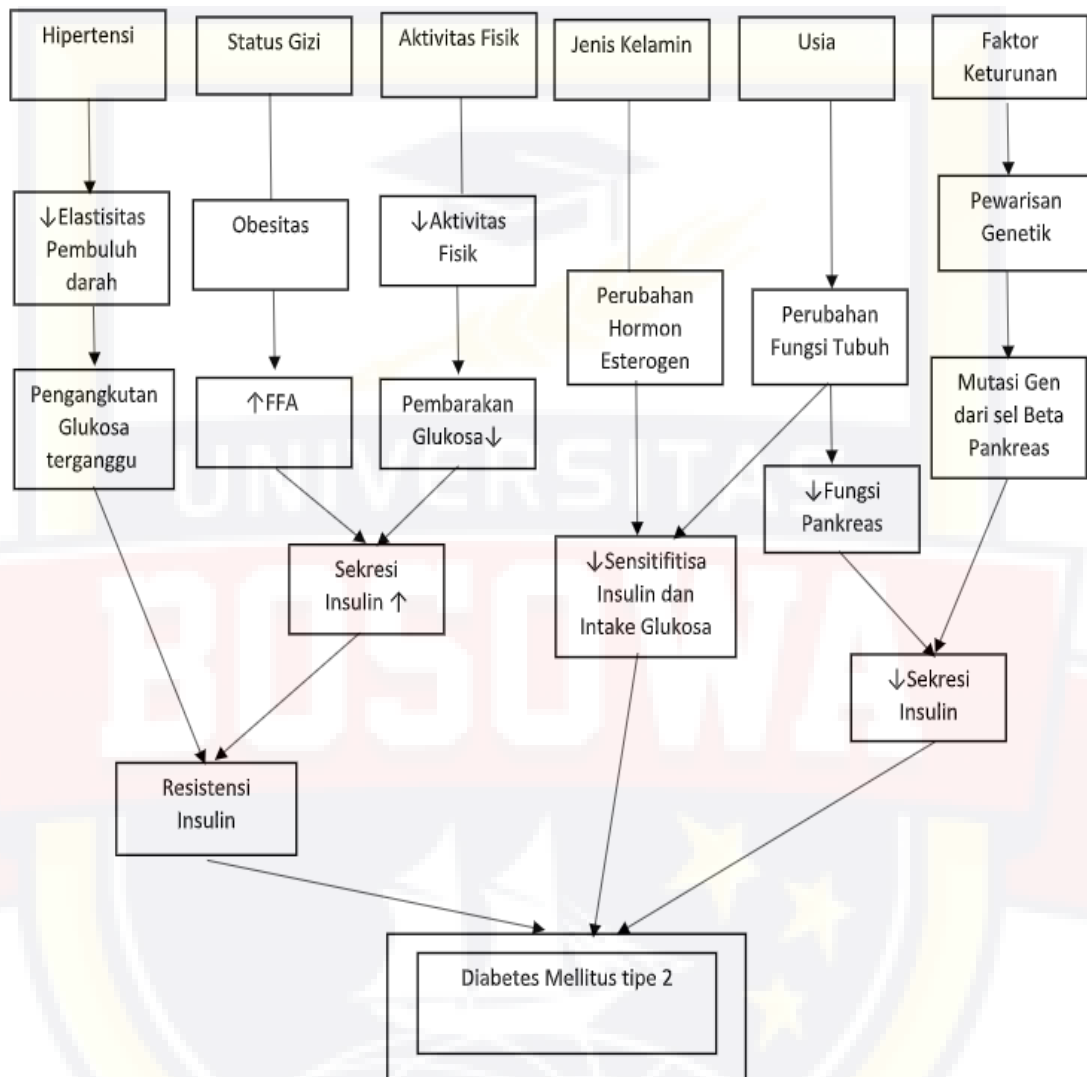 Hipertensi
Status Gizi
Aktivitas Fisik
Jenis Kelamin
Usia
Faktor
Keturunan
↓Elastisitas
Pembuluh
darah
Obesitas
↓Aktivitas
Fisik
Perubahan
Hormon
Esterogen
Perubahan
Fungsi Tubuh
Pewarisan
Genetik
Pengangkutan
Glukosa
terganggu
↑FFA
Pembarakan
Glukosa↓
Mutasi Gen
dari sel Beta
Pankreas
↓Fungsi
Pankreas
Sekresi
Insulin ↑
↓Sensitifitisa
Insulin dan
Intake Glukosa
↓Sekresi
Insulin
Resistensi
Insulin
Diabetes Mellitus tipe 2
UNIVERSITAS
BOSOWA